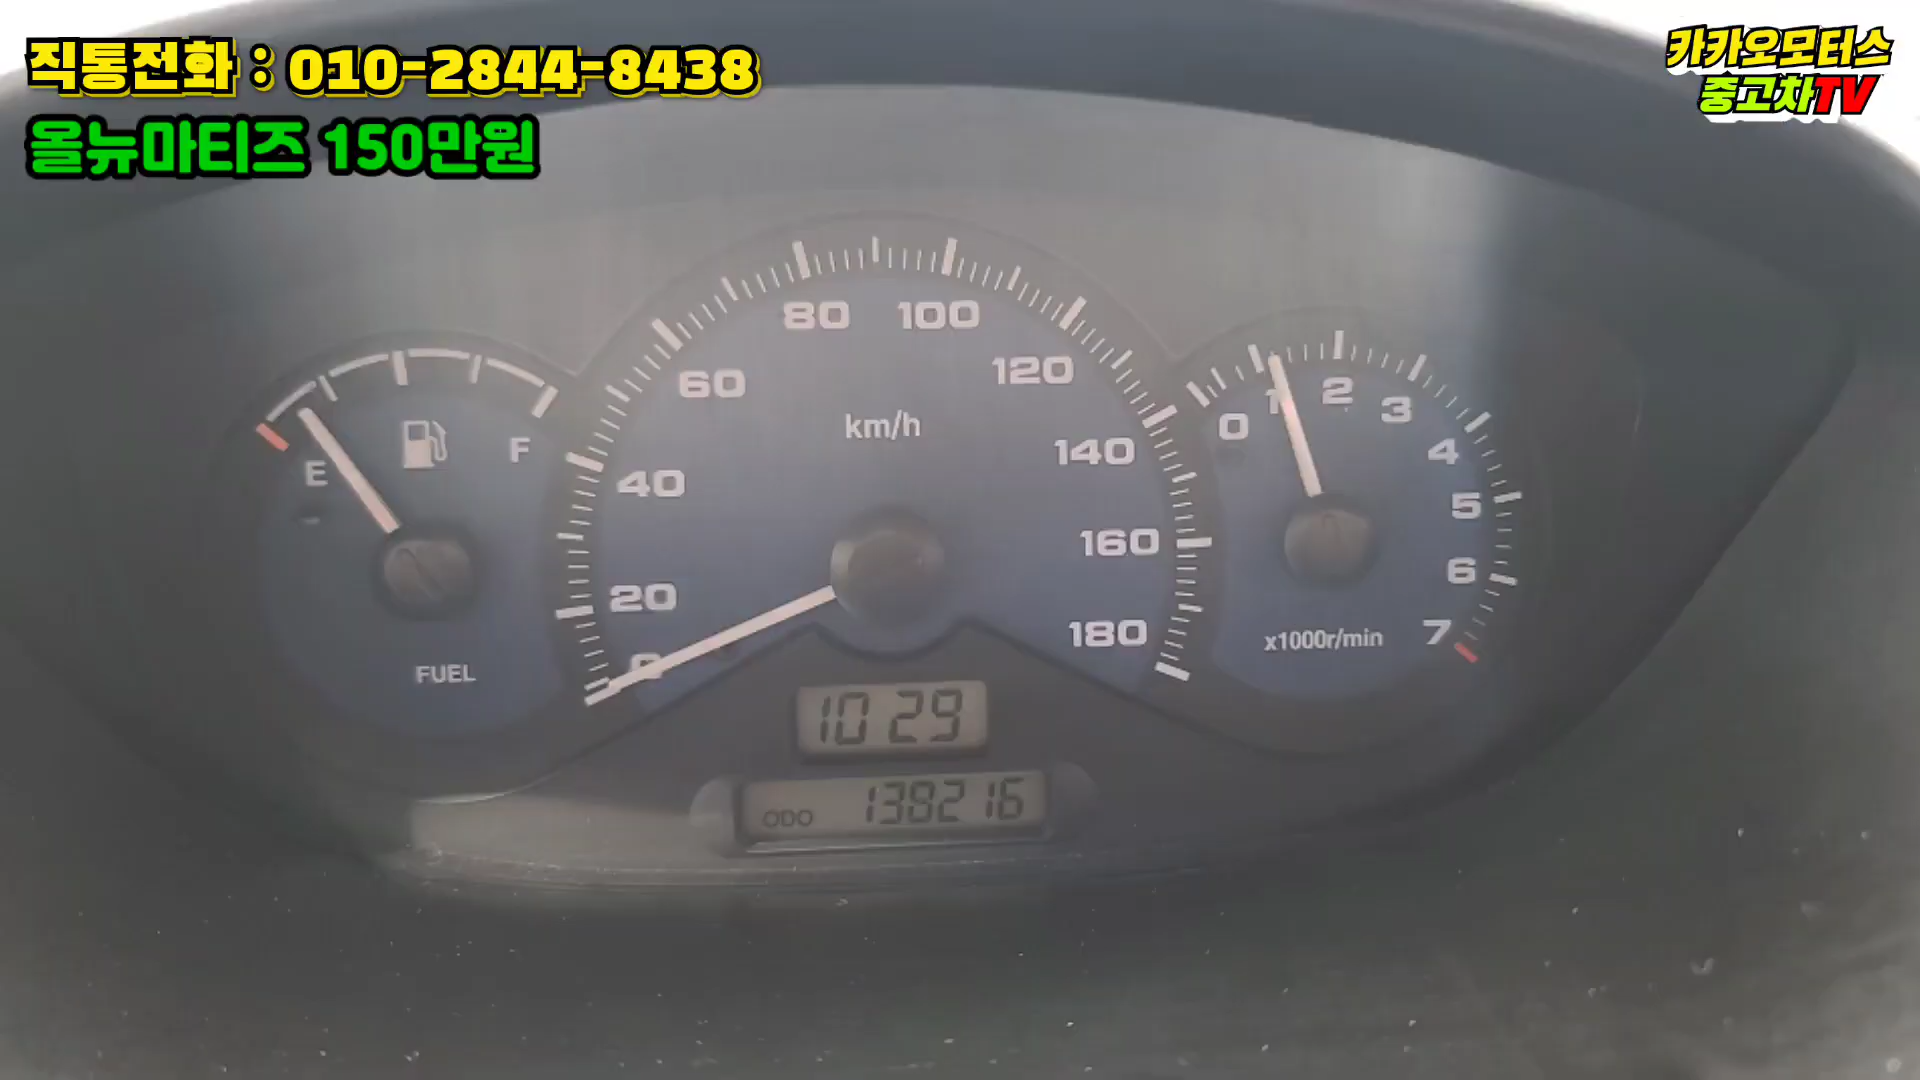 직통전화 : 010-2844-8438
올뉴마티즈 150만원
카카오모터스
중고차TV
80 100
60 120
km/h
40 140
20 160
0 180
E F
FUEL
0 1 2 3 4 5 6 7
x1000r/min
10 29
ODO 138216